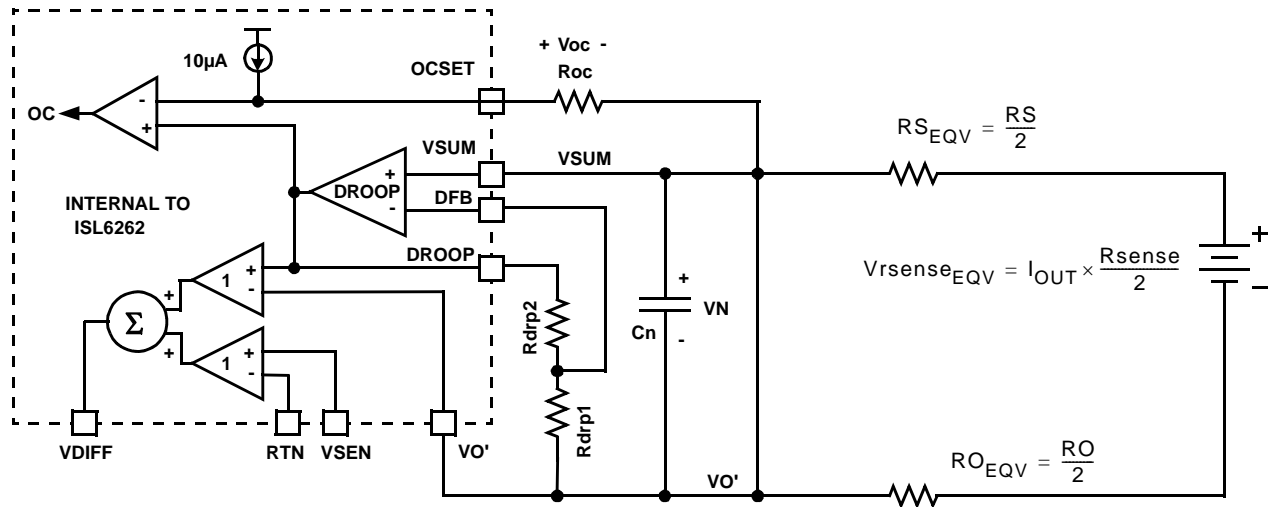 + Voc -
10µA
OCSET
Roc
OC
-
+
RS_EQV = RS/2
VSUM
VSUM
+
DROOP
-
DFB
INTERNAL TO
ISL6262
DROOP
+
1
-
+
Σ
+
+
1
-
Rdrp2
Rdrp1
+
Cn
VN
-
Vrsense_EQV = I_OUT × Rsense/2
+
−
VDIFF
RTN
VSEN
VO'
VO'
RO_EQV = RO/2